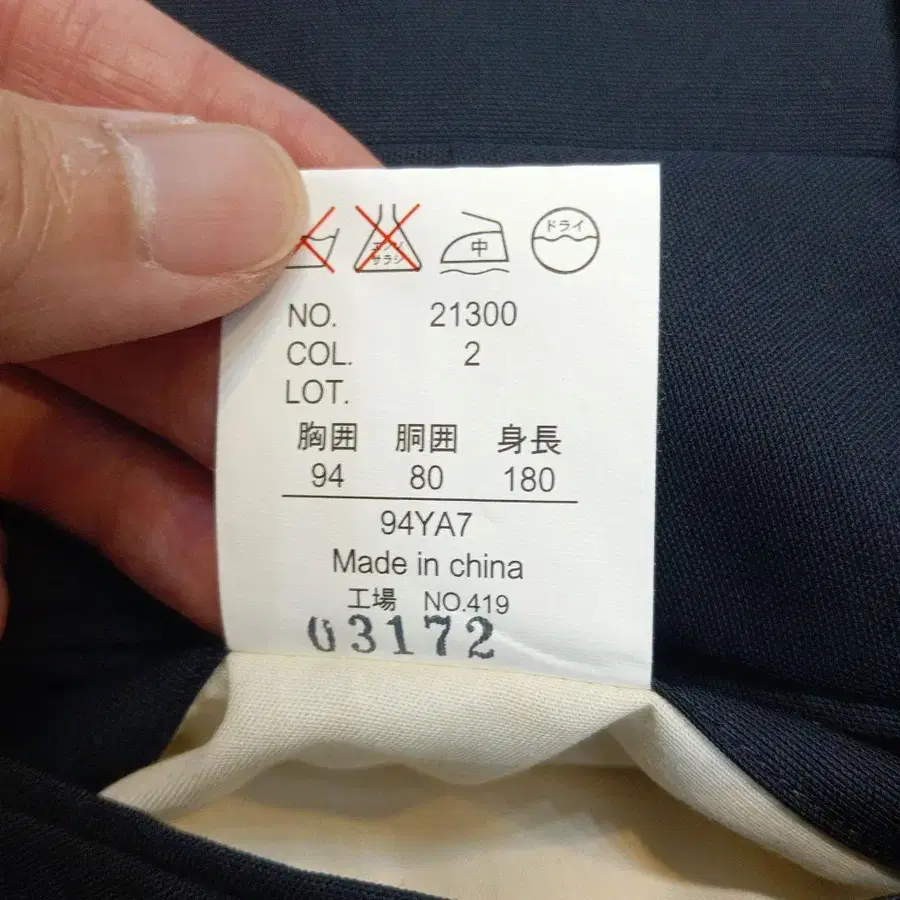 エンソ
サラシ
中
ドライ
NO. 21300
COL. 2
LOT.
胸囲 胴囲 身長
94 80 180
94YA7
Made in china
工場 NO.419
03172